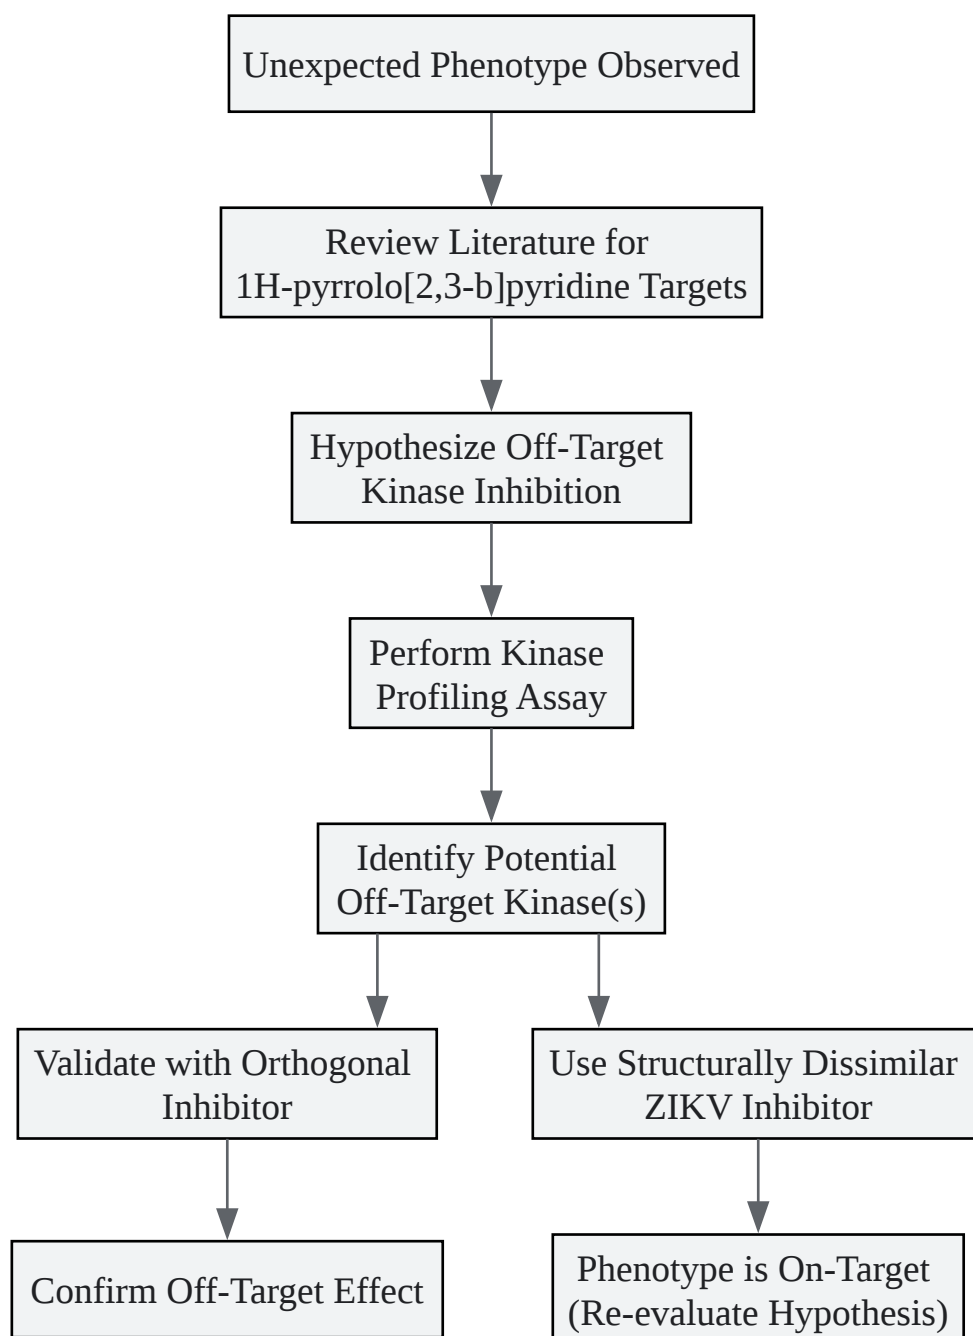 Unexpected Phenotype Observed
Review Literature for
1H-pyrrolo[2,3-b]pyridine Targets
Hypothesize Off-Target
Kinase Inhibition
Perform Kinase
Profiling Assay
Identify Potential
Off-Target Kinase(s)
Validate with Orthogonal
Inhibitor
Use Structurally Dissimilar
ZIKV Inhibitor
Confirm Off-Target Effect
Phenotype is On-Target
(Re-evaluate Hypothesis)